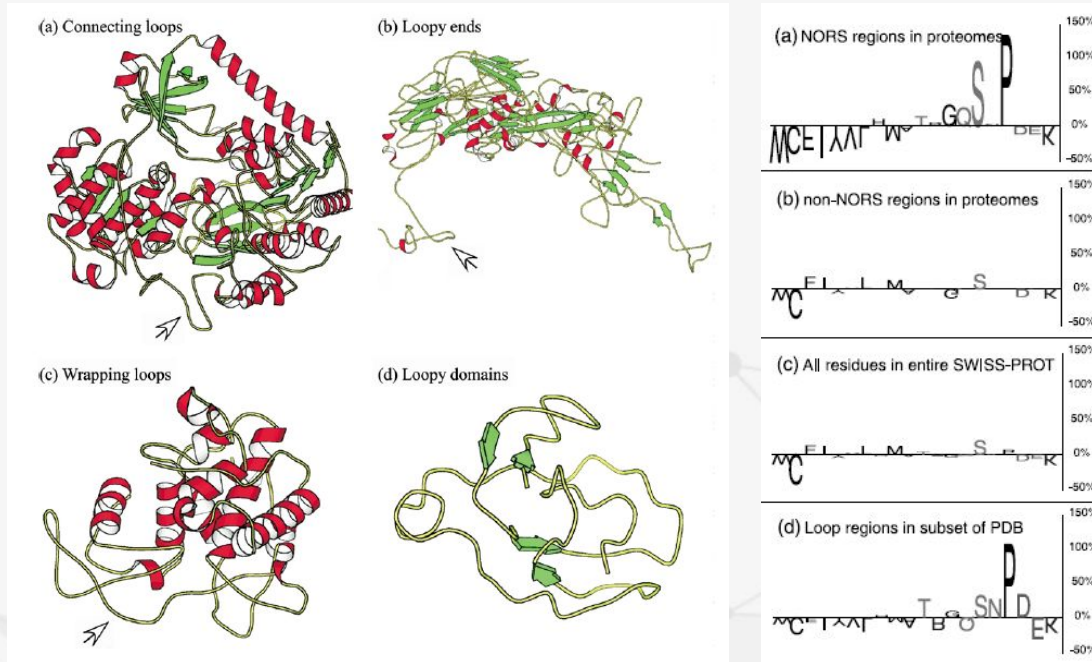 (a) Connecting loops
(b) Loopy ends
(c) Wrapping loops
(d) Loopy domains
(a) NORS regions in proteomes
150%
100%
50%
0%
-50%
(b) non-NORS regions in proteomes
150%
100%
50%
0%
-50%
(c) All residues in entire SWISS-PROT
150%
100%
50%
0%
-50%
(d) Loop regions in subset of PDB
150%
100%
50%
0%
-50%